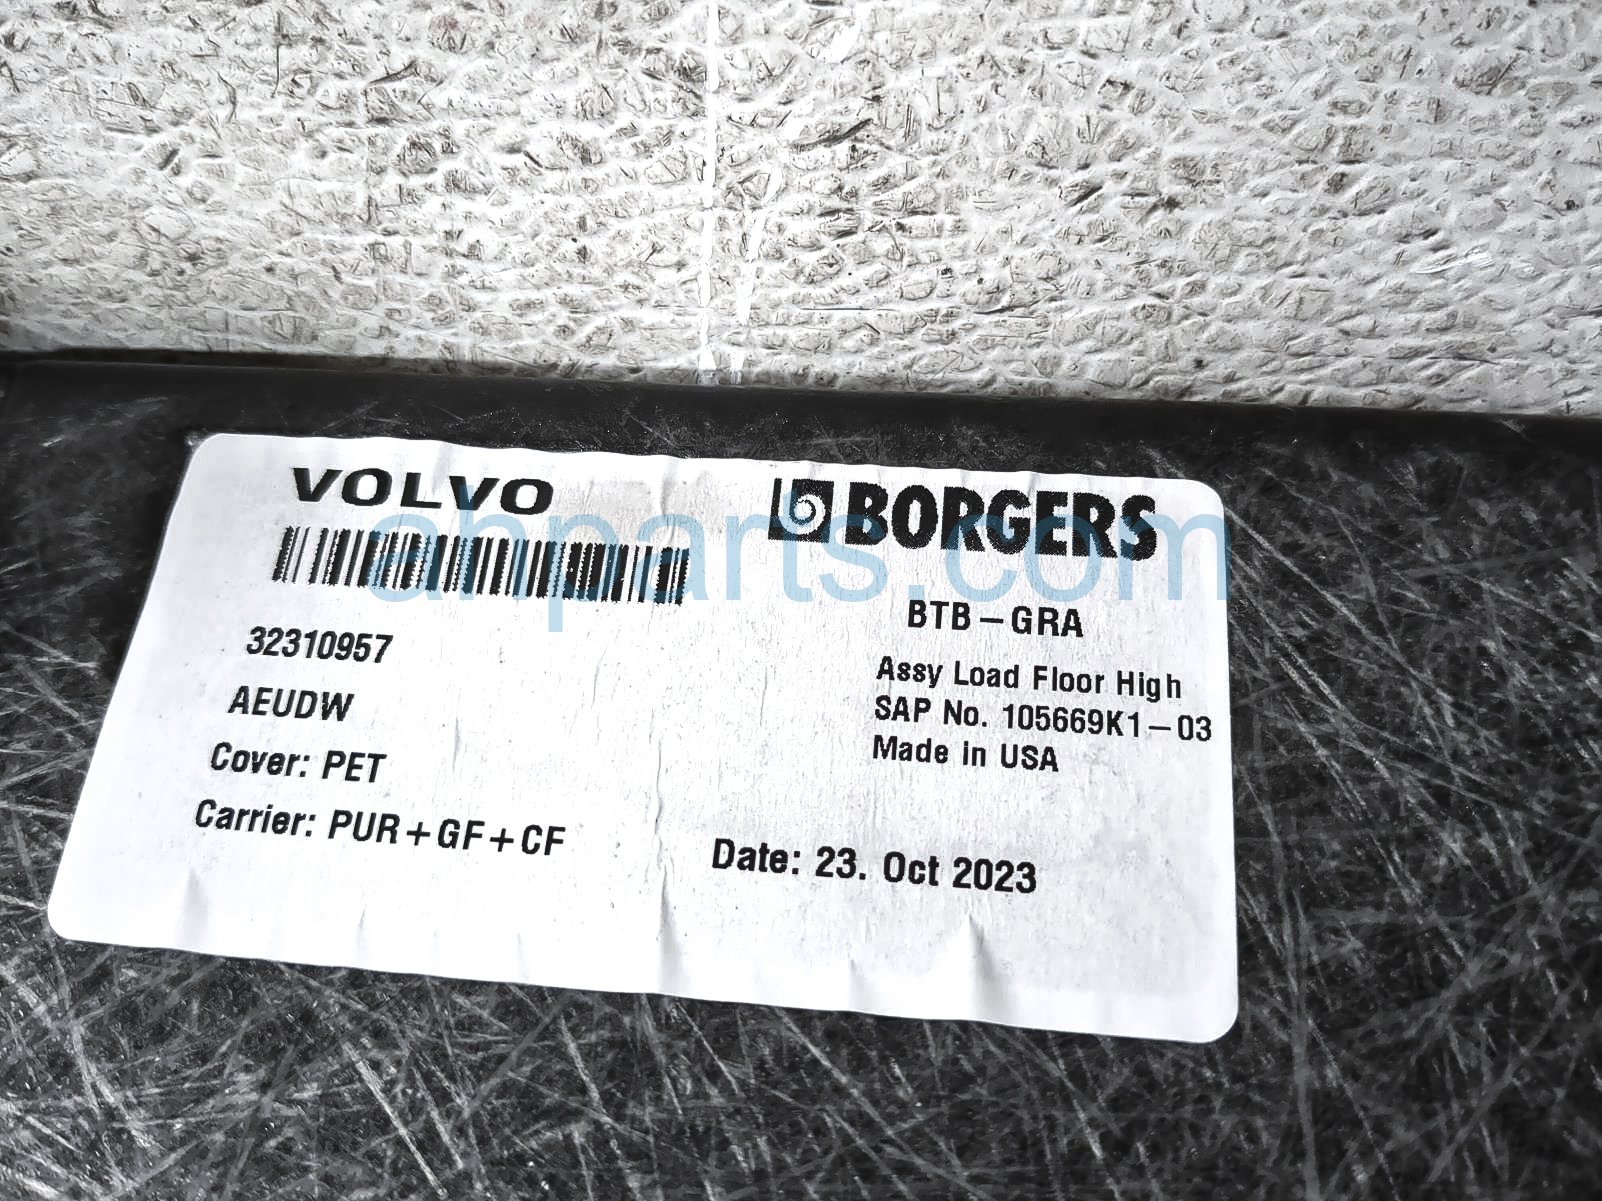 VOLVO
32310957
AEUDW
Cover: PET
Carrier: PUR+GF+CF
BORGERS
BTB-GRA
Assy Load Floor High
SAP No. 105669K1-03
Made in USA
Date: 23. Oct 2023
ahparts.com